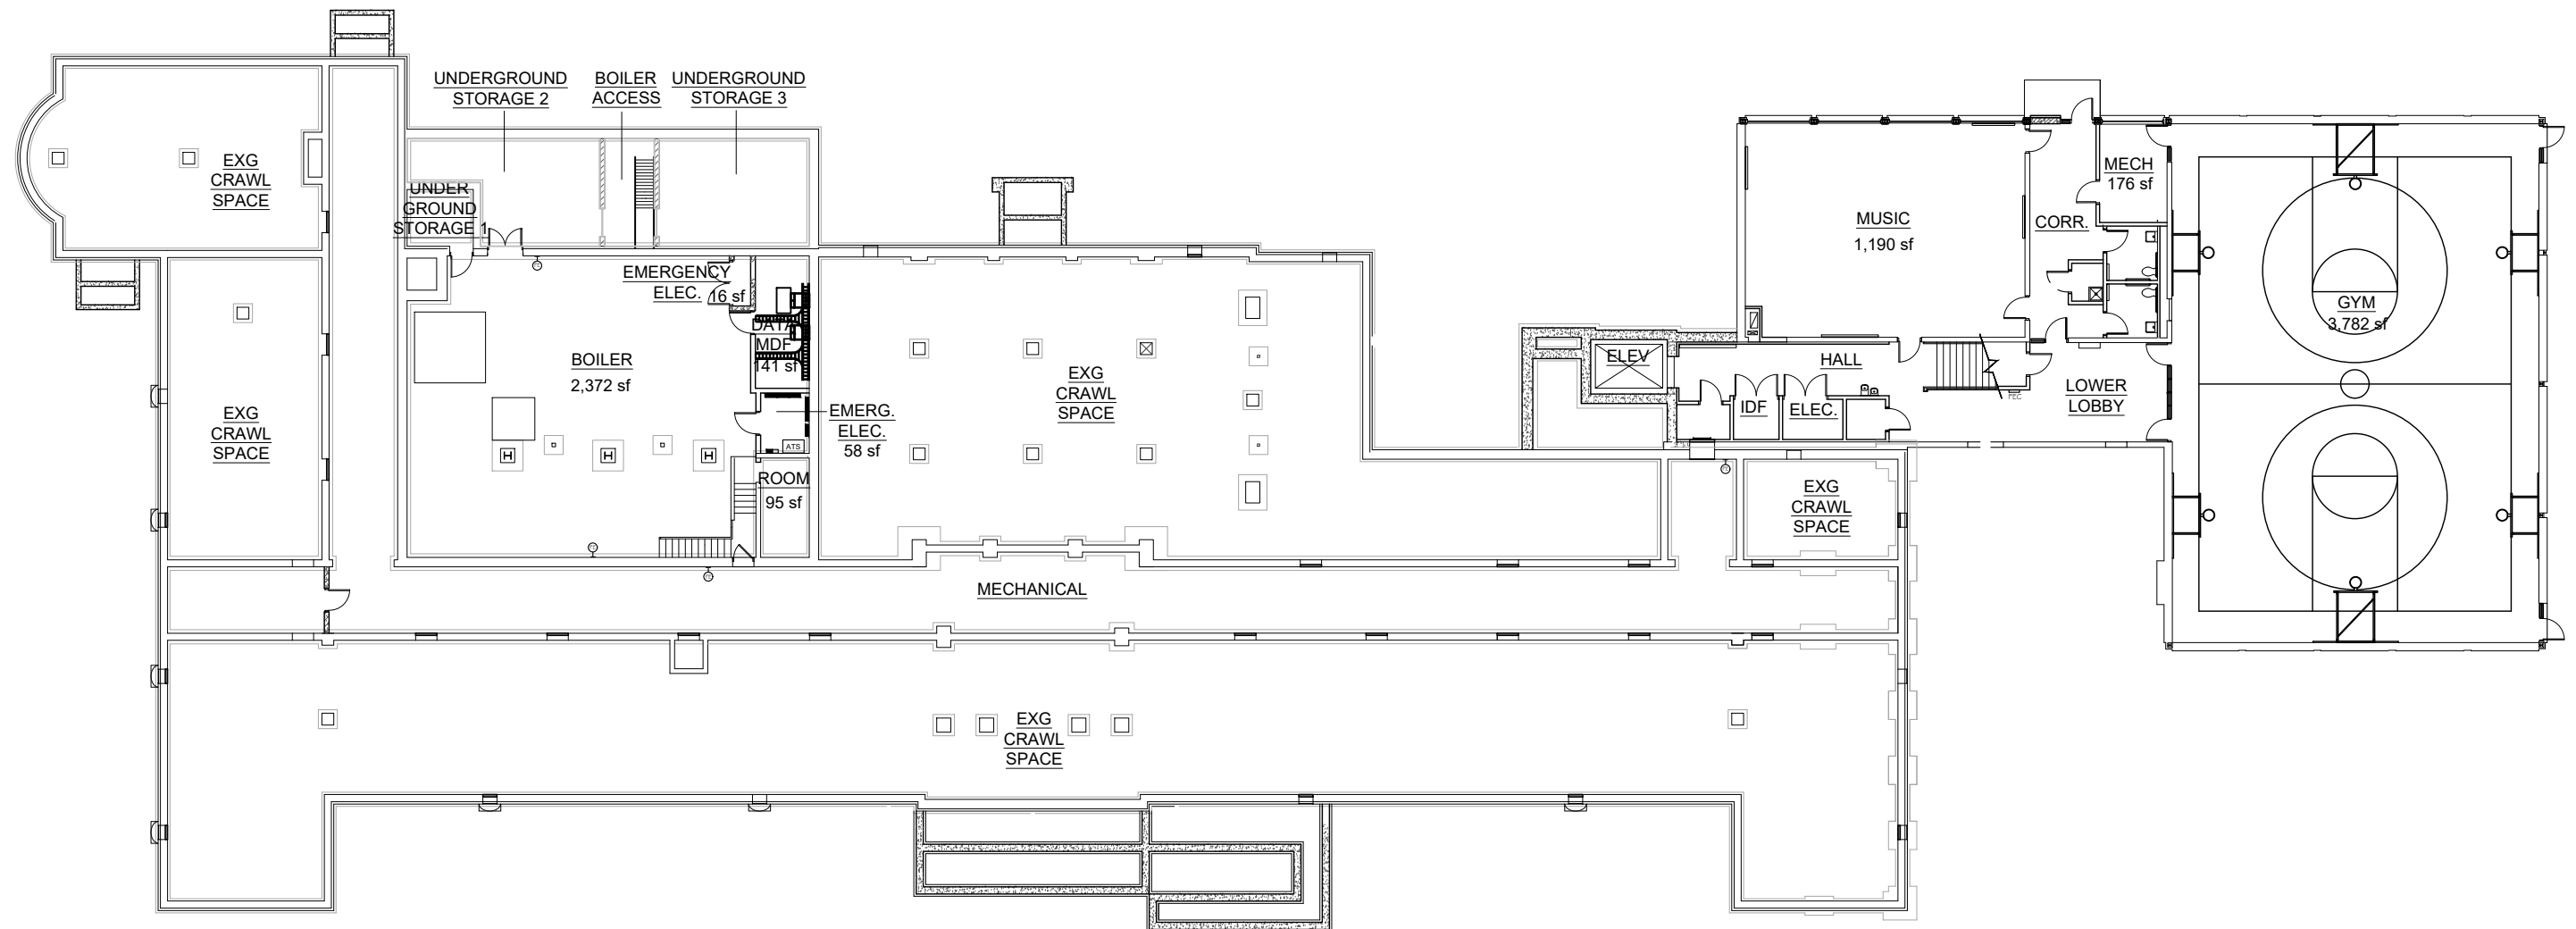 UNDERGROUND
STORAGE 2
BOILER
ACCESS
UNDERGROUND
STORAGE 3
EXG
CRAWL
SPACE
UNDER
GROUND
STORAGE 1
MECH
176 sf
MUSIC
1,190 sf
CORR.
EMERGENCY
ELEC.
16 sf
GYM
3,782 sf
DATA
MDF
141 sf
BOILER
2,372 sf
ELEV
HALL
EXG
CRAWL
SPACE
LOWER
LOBBY
FEC
EXG
CRAWL
SPACE
EMERG.
ELEC.
58 sf
IDF
ELEC.
ATS
H
H
H
ROOM
95 sf
EXG
CRAWL
SPACE
MECHANICAL
EXG
CRAWL
SPACE